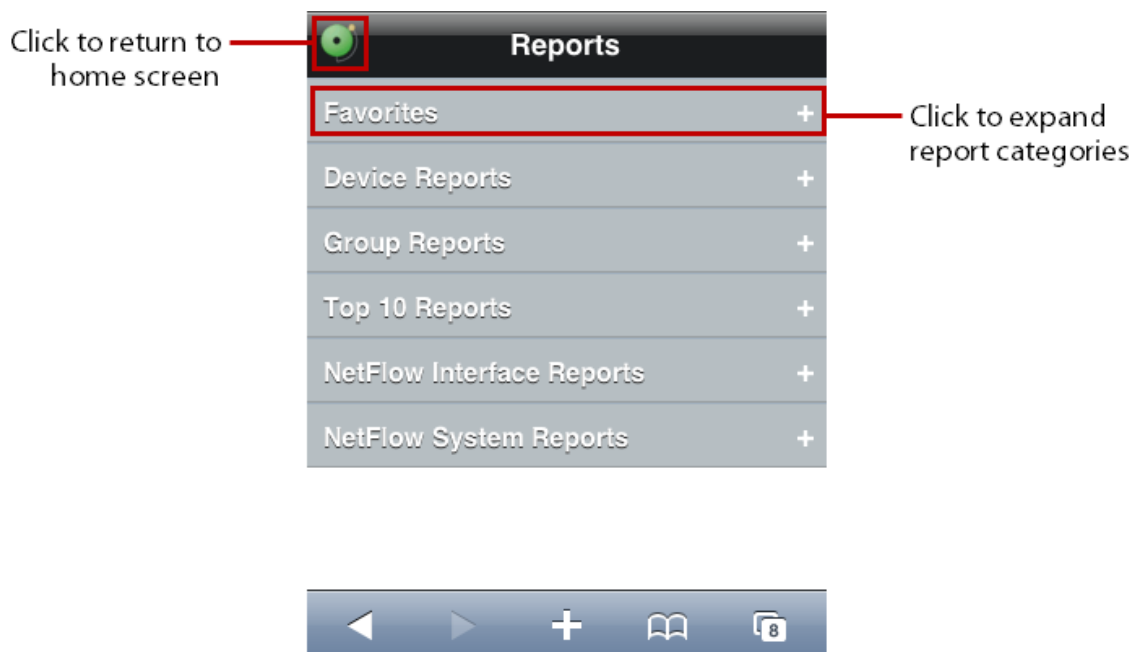 Click to return to
home screen
Reports
Favorites +
Click to expand
report categories
Device Reports +
Group Reports +
Top 10 Reports +
NetFlow Interface Reports +
NetFlow System Reports +
8